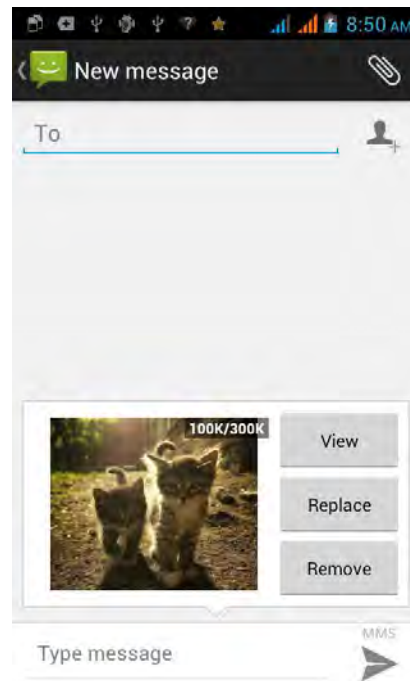 8:50 AM
New message
To
100K/300K
View
Replace
Remove
MMS
Type message